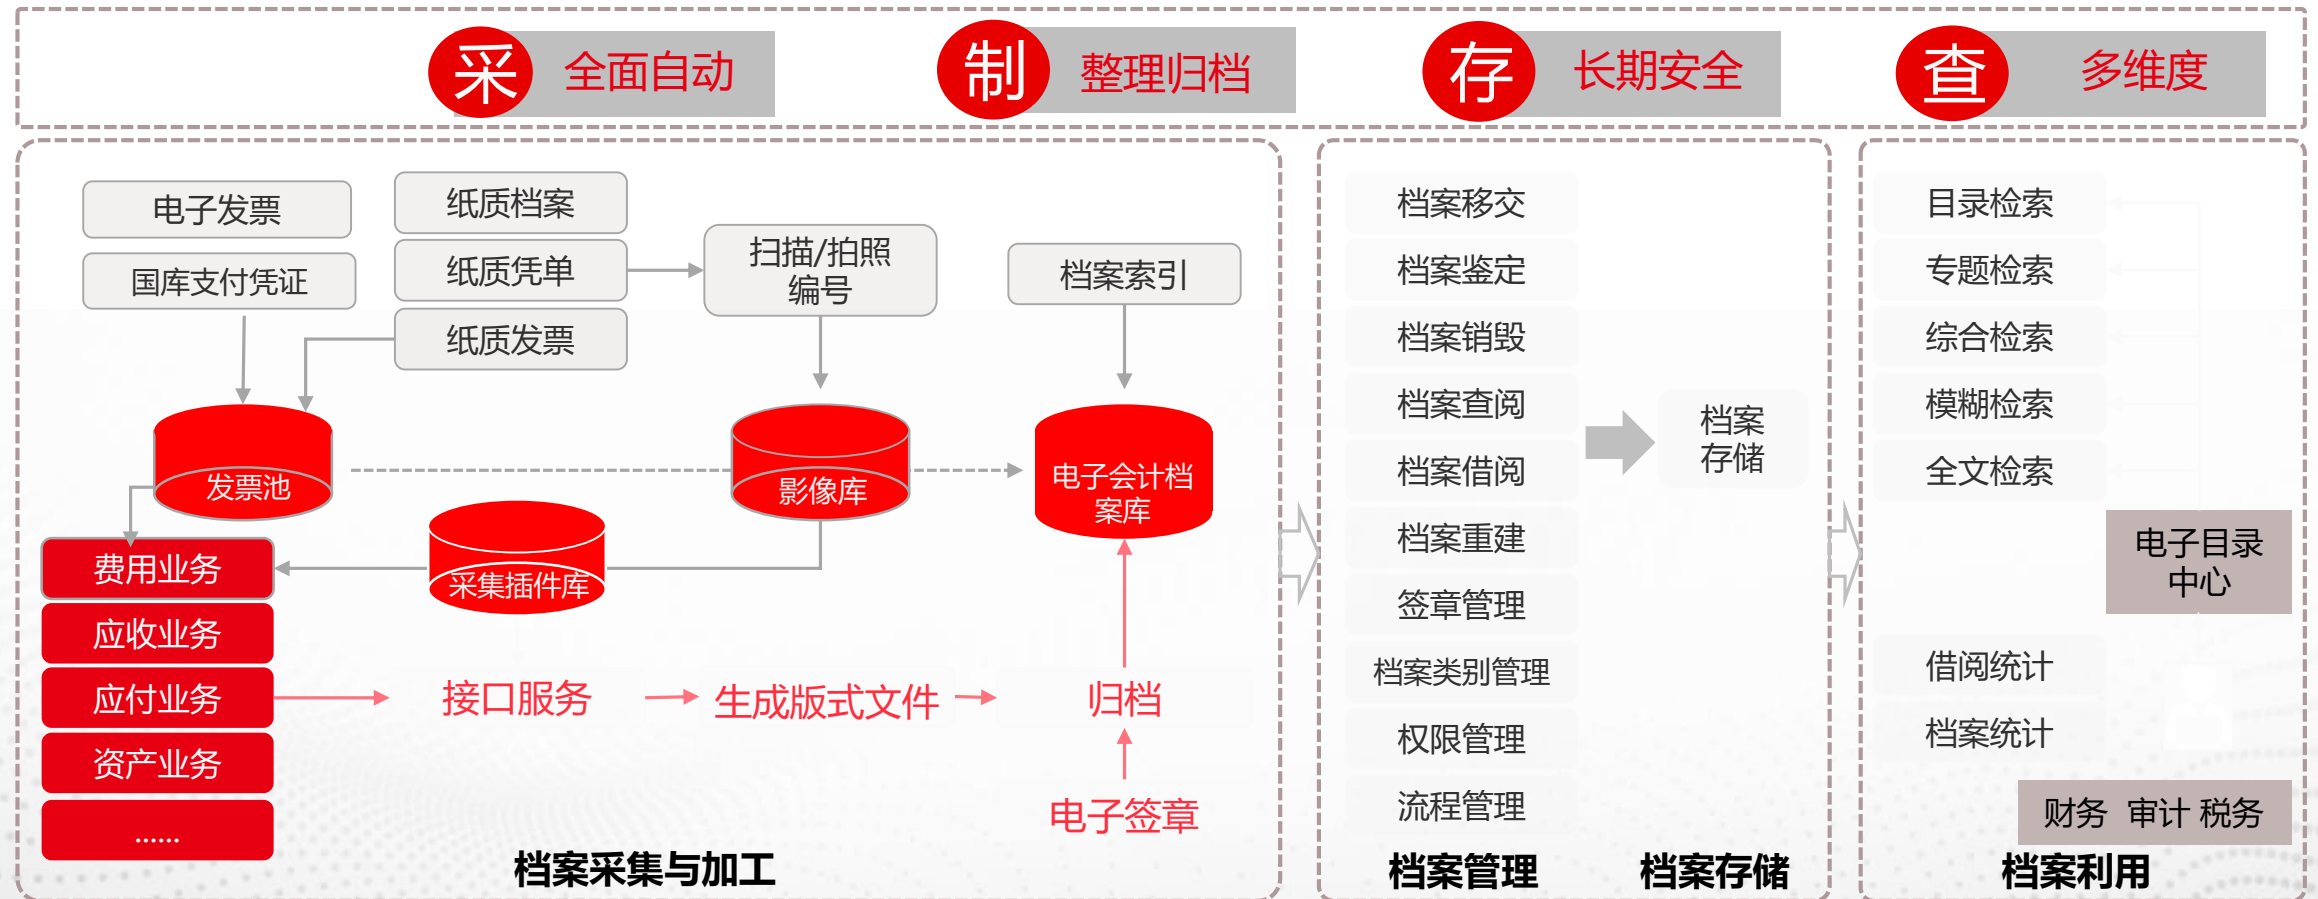 采
全面自动
制
整理归档
存
长期安全
查
多维度
电子发票
国库支付凭证
纸质档案
纸质凭单
纸质发票
扫描/拍照
编号
档案索引
发票池
影像库
电子会计档
案库
采集插件库
费用业务
应收业务
应付业务
资产业务
......
接口服务
生成版式文件
归档
电子签章
档案采集与加工
档案移交
档案鉴定
档案销毁
档案查阅
档案借阅
档案重建
签章管理
档案类别管理
权限管理
流程管理
档案
存储
档案管理
档案存储
目录检索
专题检索
综合检索
模糊检索
全文检索
电子目录
中心
借阅统计
档案统计
财务 审计 税务
档案利用